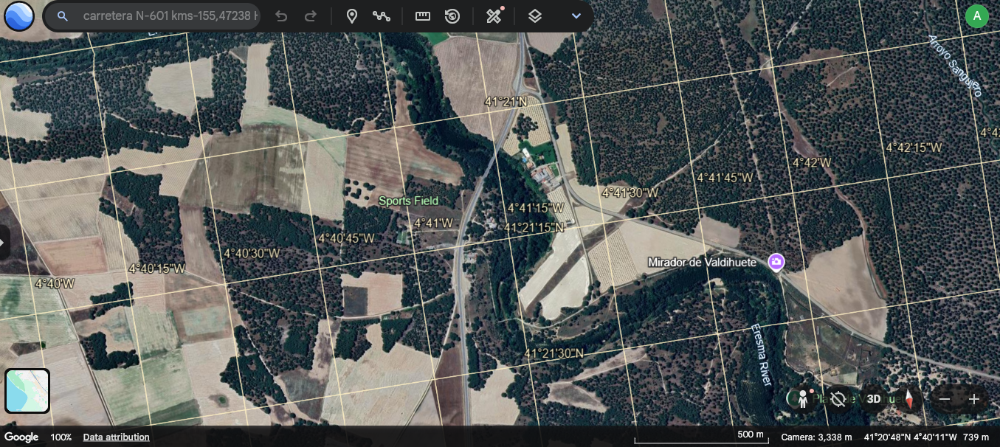 carretera N-601 kms-155,47238
A
Arroyo Sangujero
41°21'N
4°42'15"W
4°42'W
4°41'45"W
4°41'30"W
Sports Field
4°41'15"W
4°41'W
41°21'15"N
4°40'45"W
4°40'30"W
Mirador de Valdihuete
4°40'15"W
4°40'W
Eresma River
41°21'30"N
3D
Google
100%
Data attribution
500 m
Camera: 3,338 m
41°20'48"N 4°40'11"W
739 m